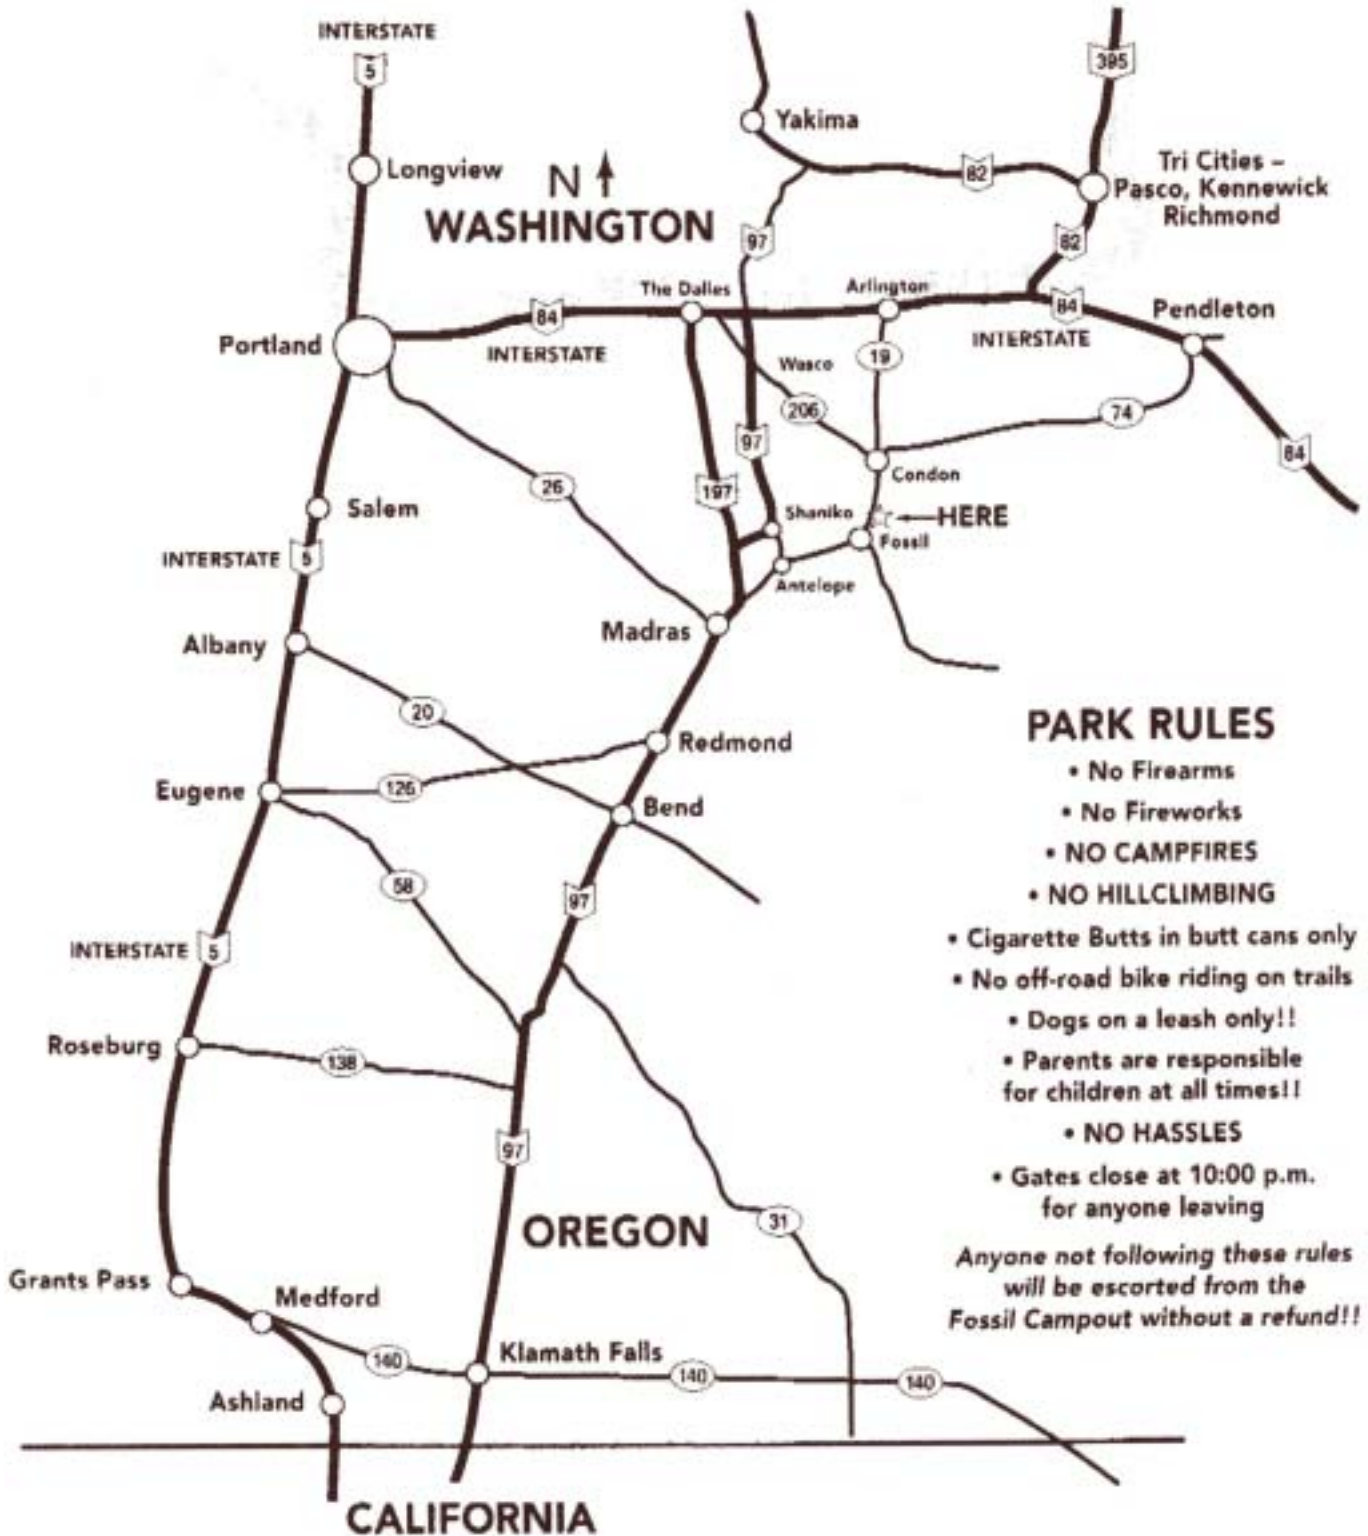 INTERSTATE
5
395
Yakima
Longview
N
WASHINGTON
82
Tri Cities –
Pasco, Kennewick
Richmond
97
82
The Dalles
Arlington
84
84
Pendleton
INTERSTATE
INTERSTATE
Portland
Wasco
19
206
74
97
84
Condon
26
197
Salem
Shaniko
HERE
Fossil
INTERSTATE
5
Antelope
Madras
Albany
20
Redmond
Eugene
126
Bend
58
97
INTERSTATE
5
Roseburg
138
97
OREGON
31
Grants Pass
Medford
140
Klamath Falls
140
140
Ashland
CALIFORNIA
PARK RULES
• No Firearms
• No Fireworks
• NO CAMPFIRES
• NO HILLCLIMBING
• Cigarette Butts in butt cans only
• No off-road bike riding on trails
• Dogs on a leash only!!
• Parents are responsible
for children at all times!!
• NO HASSLES
• Gates close at 10:00 p.m.
for anyone leaving
Anyone not following these rules
will be escorted from the
Fossil Campout without a refund!!